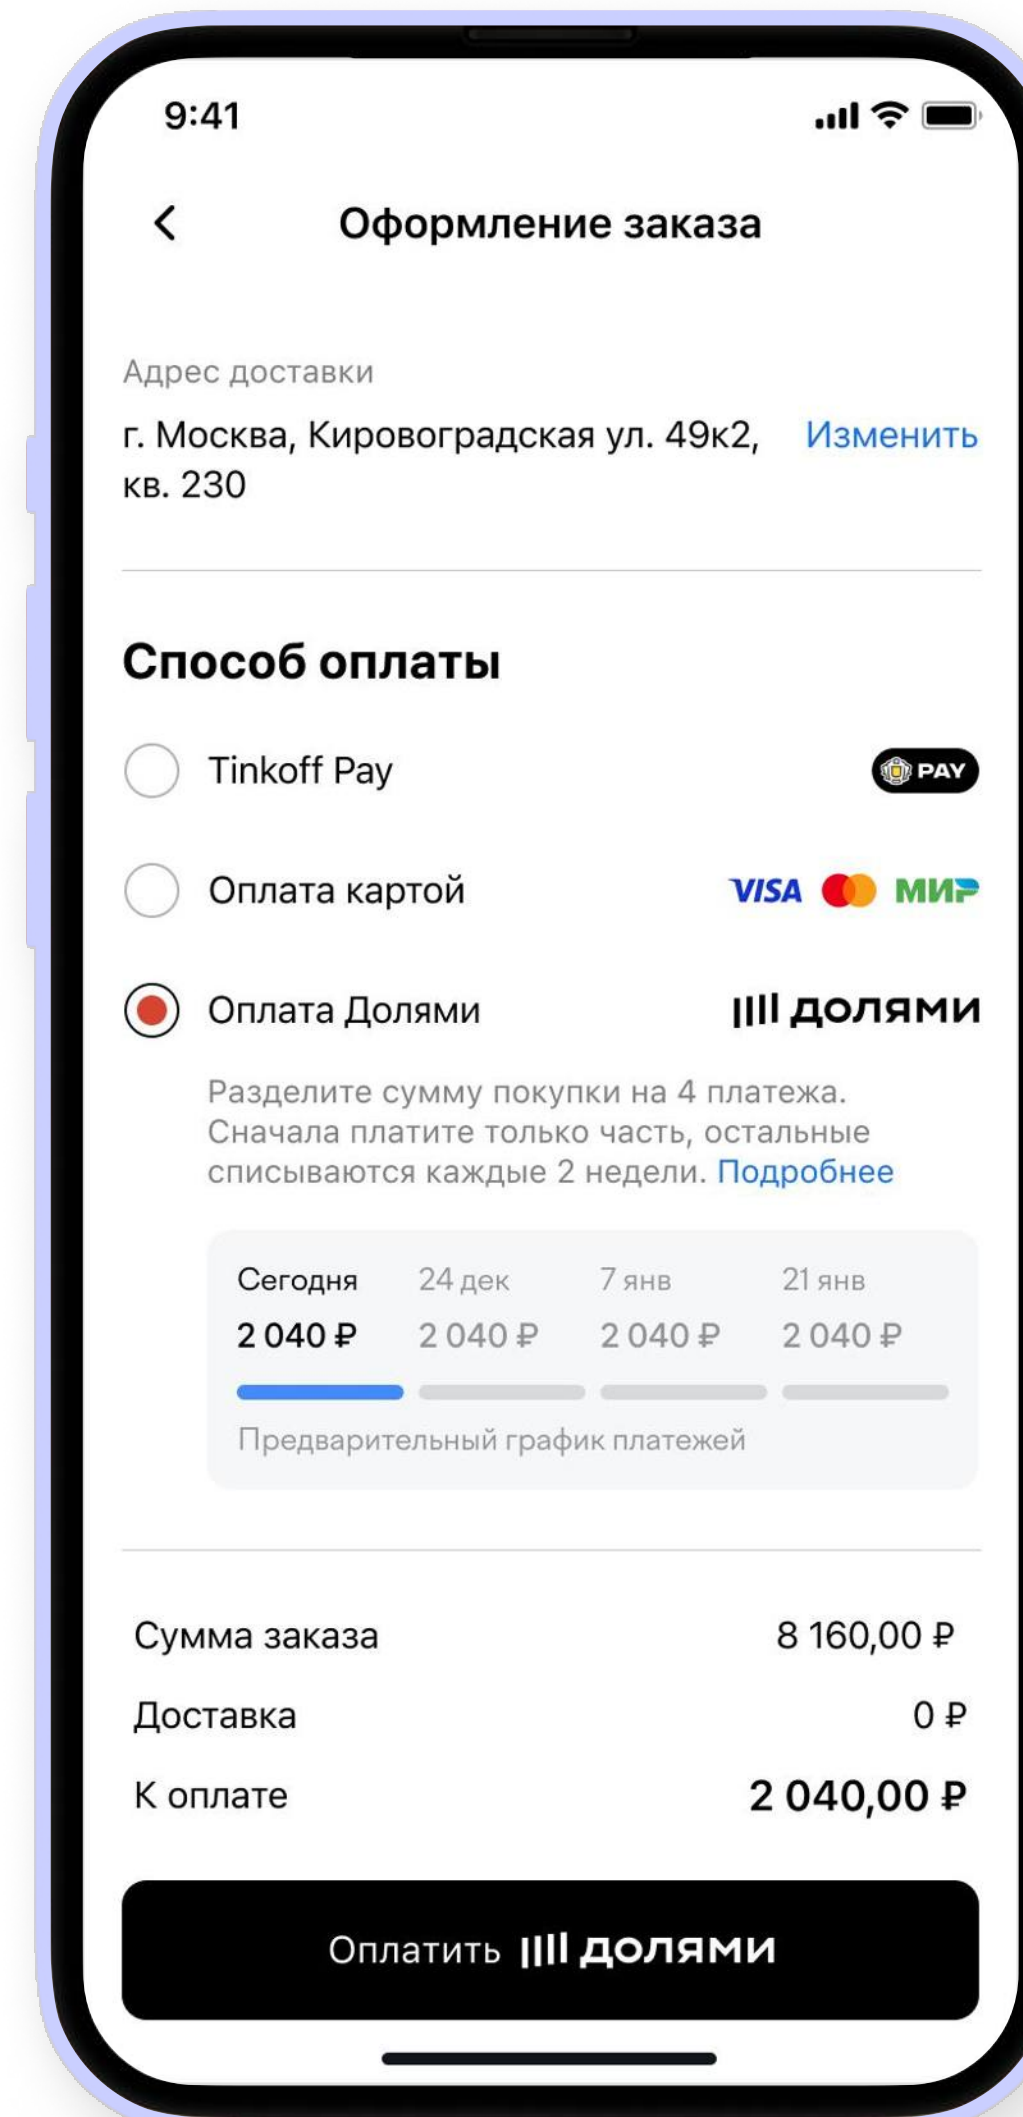 9:41
Оформление заказа
Адрес доставки
г. Москва, Кировоградская ул. 49к2, Изменить
кв. 230
Способ оплаты
Tinkoff Pay PAY
Оплата картой VISA МИР
Оплата Долями долями
Разделите сумму покупки на 4 платежа.
Сначала платите только часть, остальные
списываются каждые 2 недели. Подробнее
Сегодня 24 дек 7 янв 21 янв
2 040 ₽ 2 040 ₽ 2 040 ₽ 2 040 ₽
Предварительный график платежей
Сумма заказа 8 160,00 ₽
Доставка 0 ₽
К оплате 2 040,00 ₽
Оплатить долями